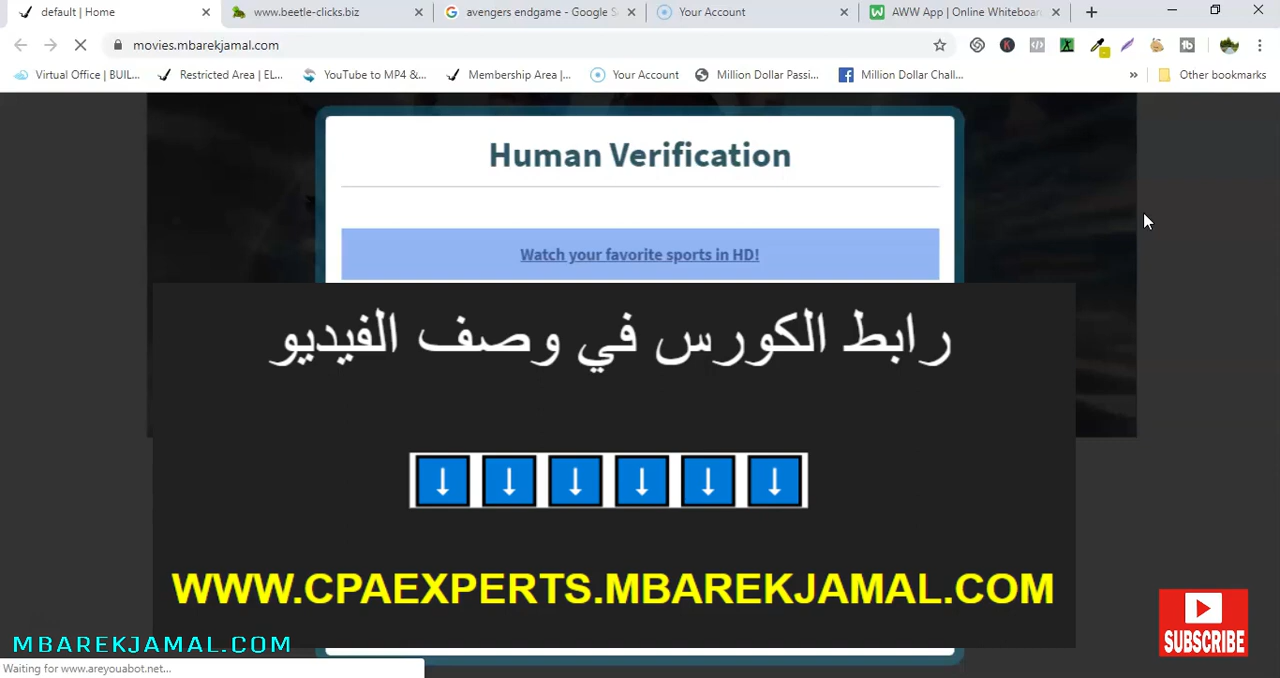 default | Home
www.beetle-clicks.biz
avengers endgame - Google S
Your Account
AWW App | Online Whiteboar
movies.mbarekjamal.com
Virtual Office | BUIL...
Restricted Area | EL...
YouTube to MP4 &...
Membership Area |...
Your Account
Million Dollar Passi...
Million Dollar Chall...
Other bookmarks
Human Verification
Watch your favorite sports in HD!
رابط الكورس في وصف الفيديو
WWW.CPAEXPERTS.MBAREKJAMAL.COM
MBAREKJAMAL.COM
SUBSCRIBE
Waiting for www.areyouabot.net...